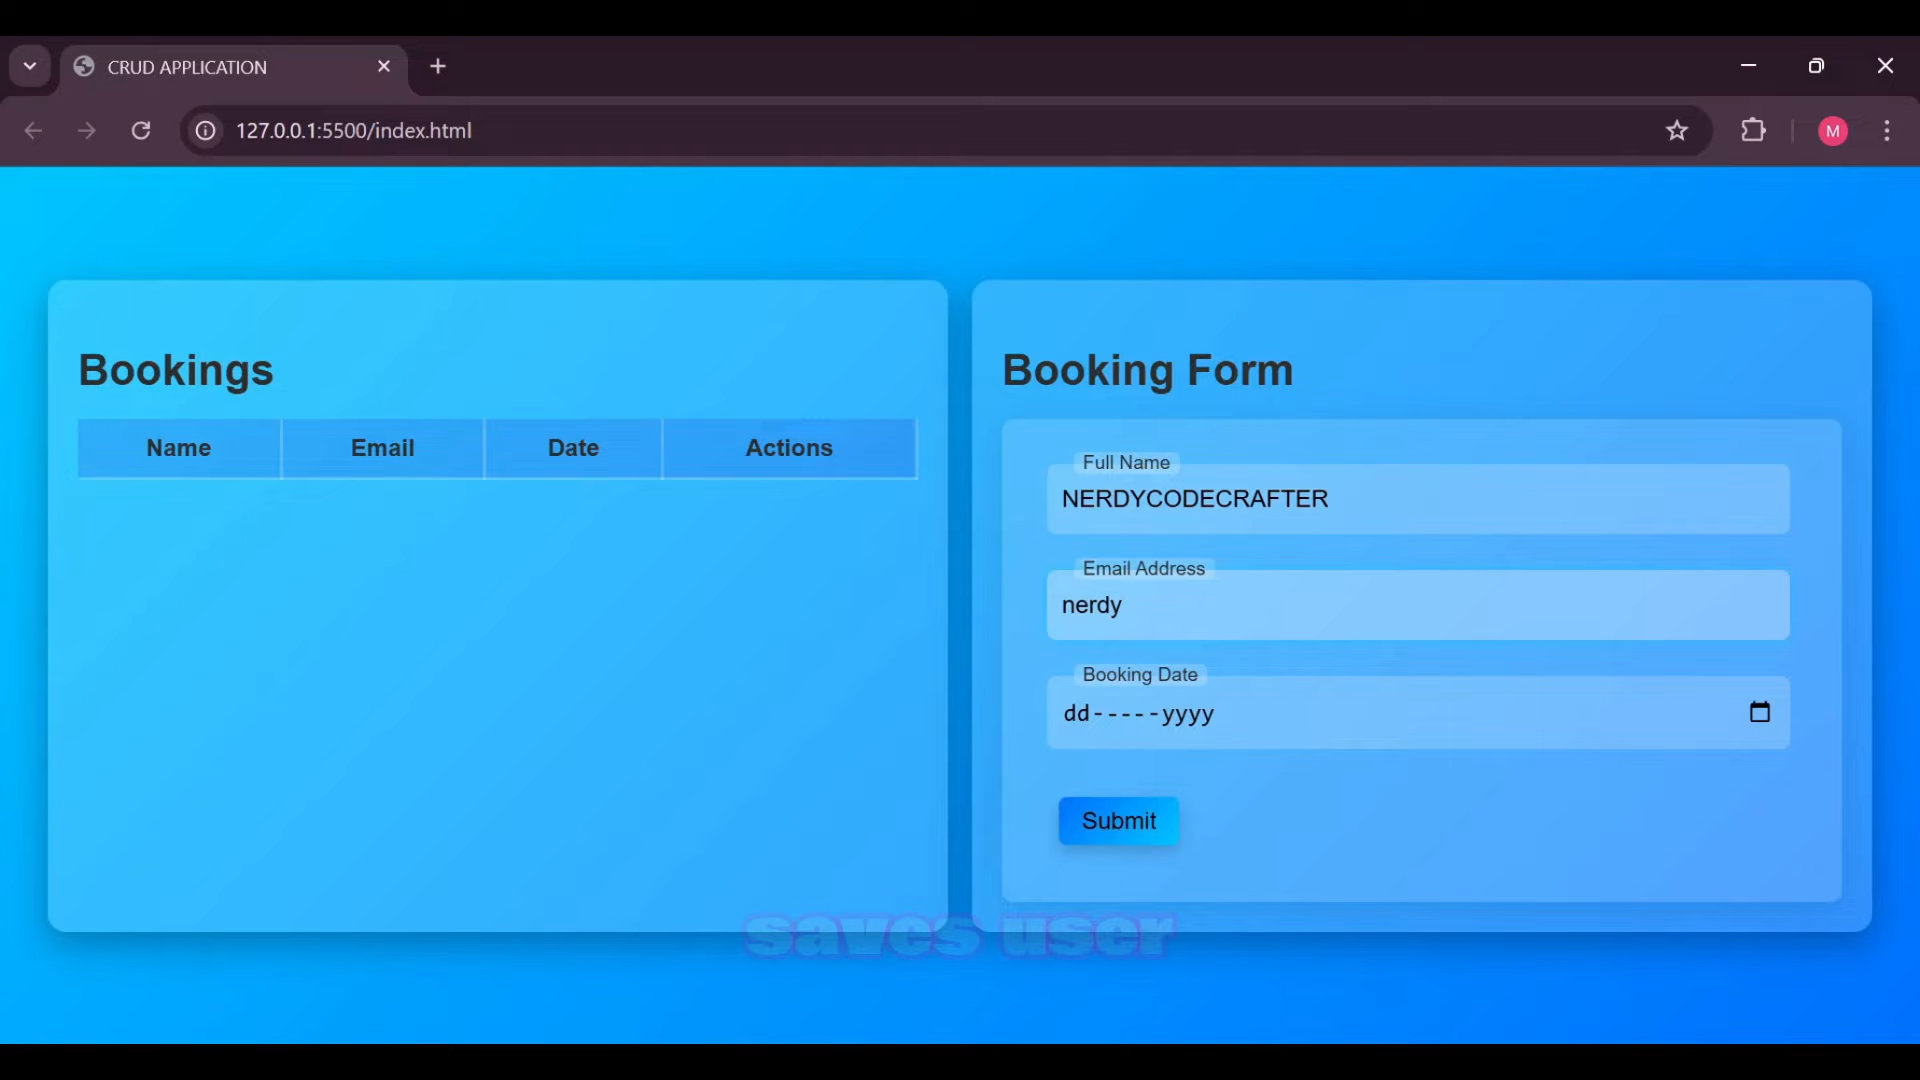 CRUD APPLICATION
127.0.0.1:5500/index.html
M
Bookings
Name Email Date Actions
Booking Form
Full Name
NERDYCODECRAFTER
Email Address
nerdy
Booking Date
dd-----yyyy
Submit
saves user